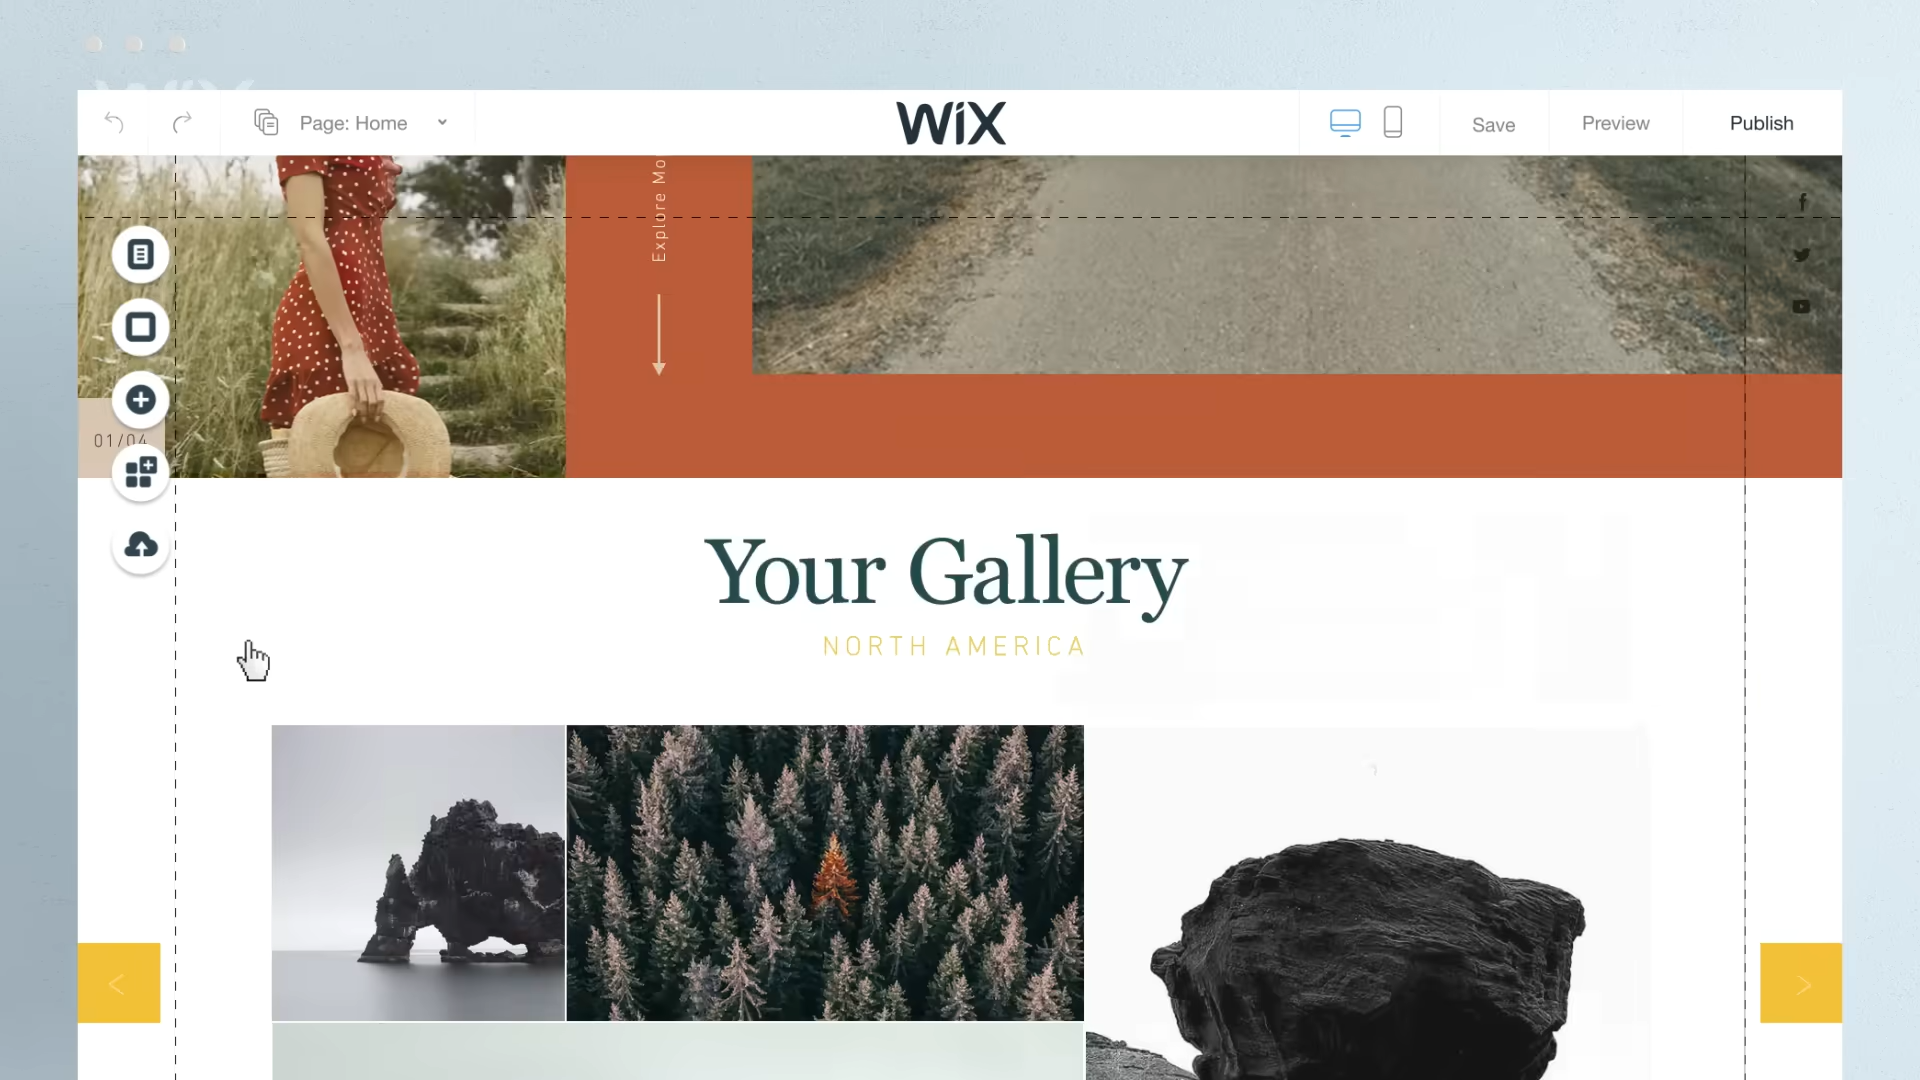 Page: Home
WiX
Save
Preview
Publish
Explore Mo
01/04
Your Gallery
NORTH AMERICA